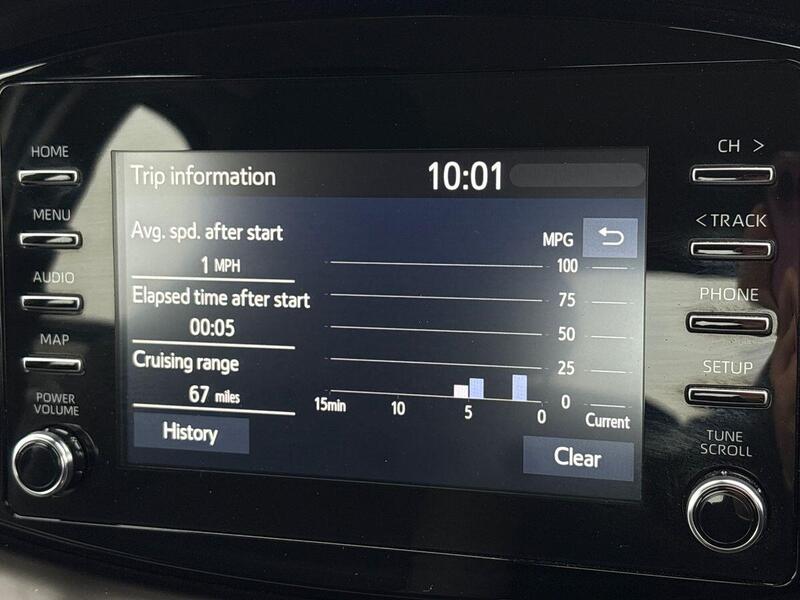 HOME
MENU
AUDIO
MAP
POWER
VOLUME
Trip information 10:01
Avg. spd. after start
1 MPH
Elapsed time after start
00:05
Cruising range
67 miles
History
MPG
100
75
50
25
0
15min 10 5 0 Current
Clear
CH >
< TRACK
PHONE
SETUP
TUNE
SCROLL